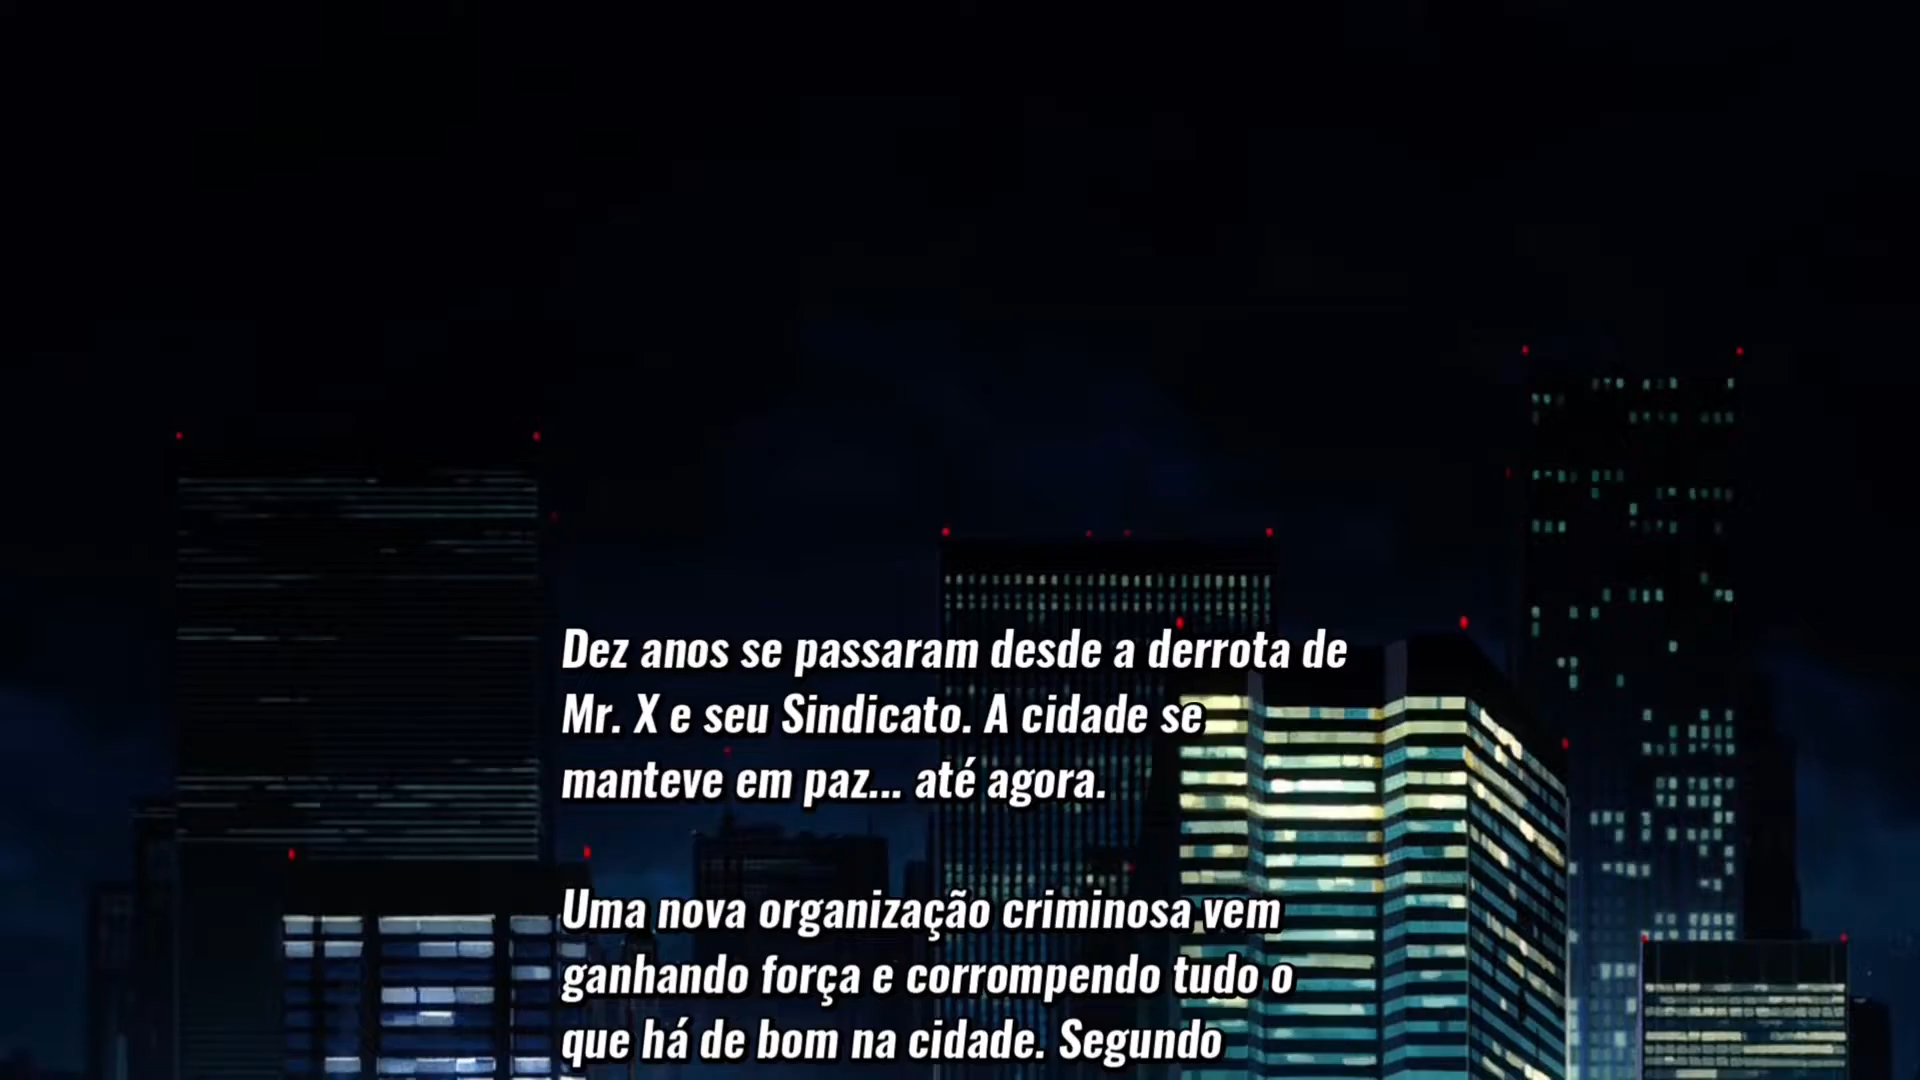 Dez anos se passaram desde a derrota de
Mr. X e seu Sindicato. A cidade se
manteve em paz... até agora.
Uma nova organização criminosa vem
ganhando força e corrompendo tudo o
que há de bom na cidade. Segundo